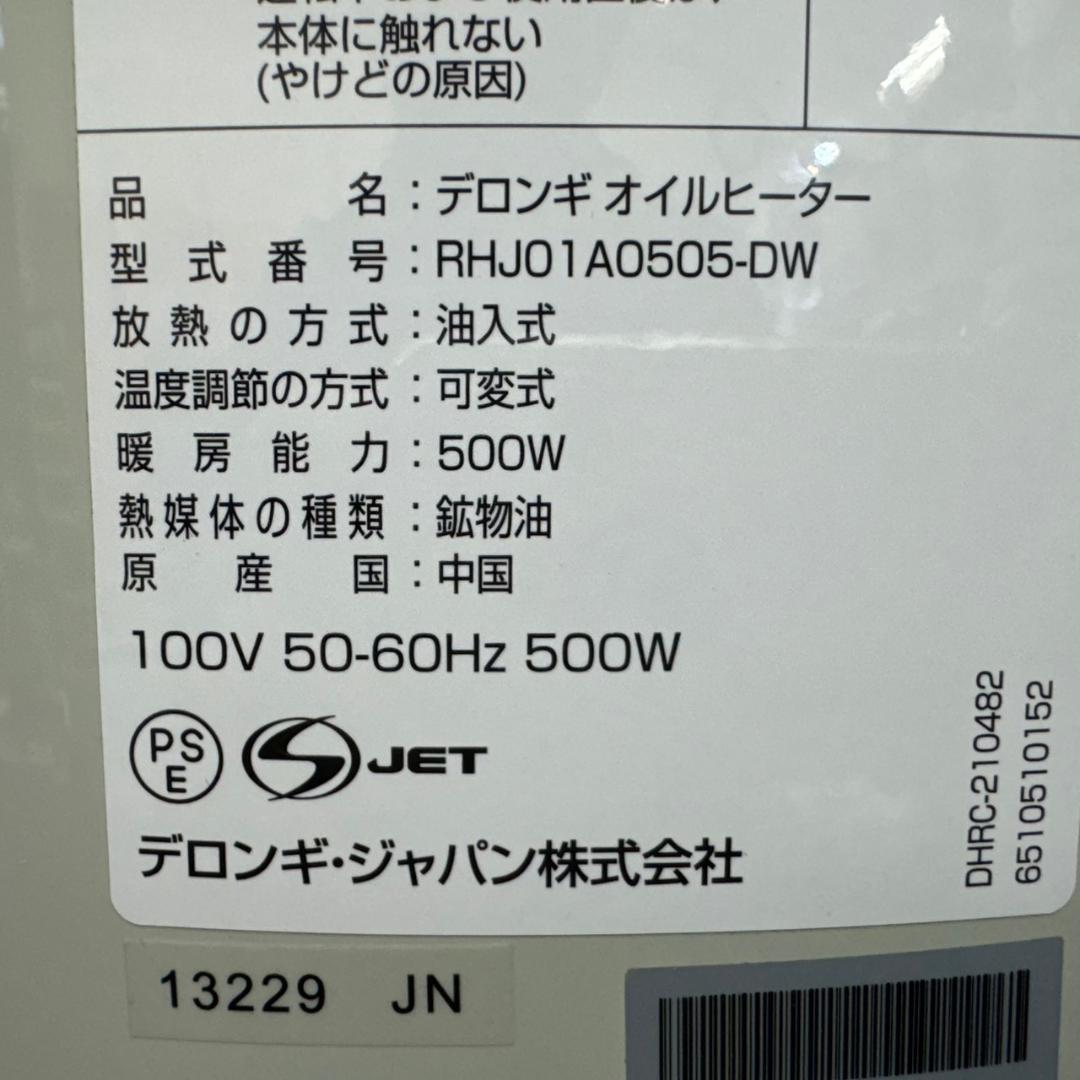 本体に触れない
(やけどの原因)
品名：デロンギ オイルヒーター
型式番号：RHJ01A0505-DW
放熱の方式：油入式
温度調節の方式：可変式
暖房能力：500W
熱媒体の種類：鉱物油
原産国：中国
100V 50-60Hz 500W
PSE
S JET
デロンギ・ジャパン株式会社
DHRC-210482
6510510152
13229 JN